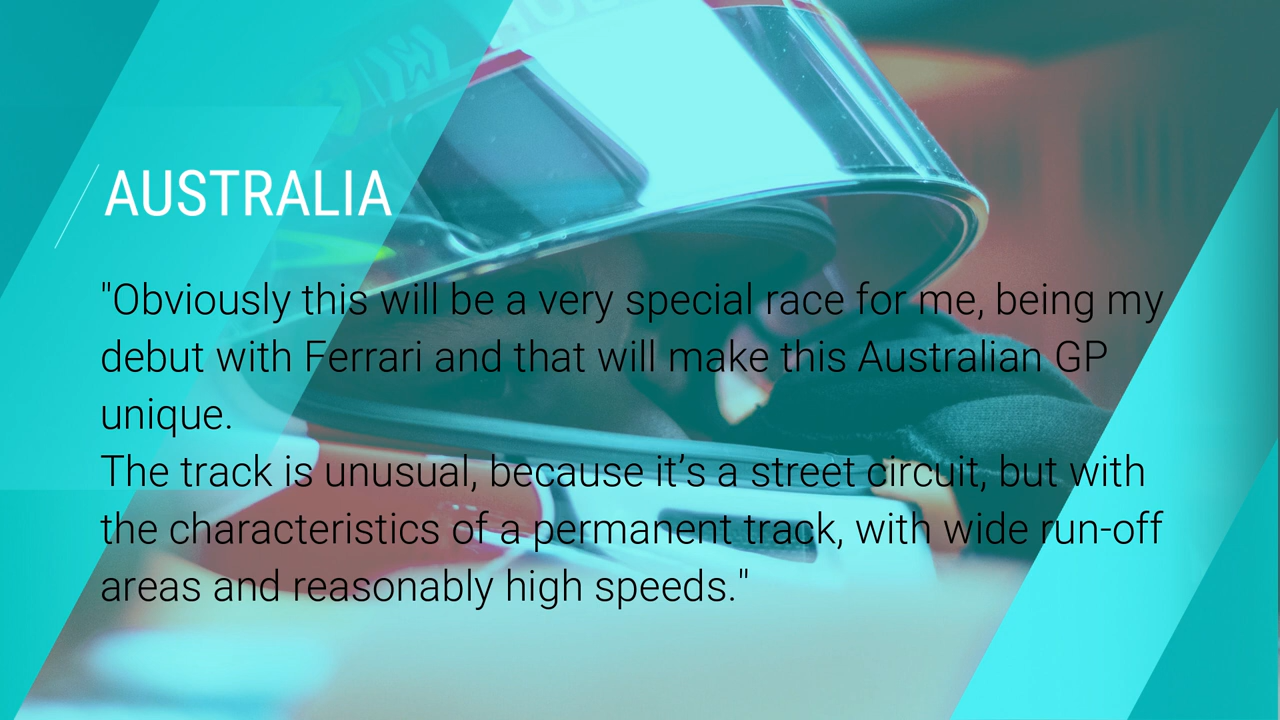 AUSTRALIA
"Obviously this will be a very special race for me, being my
debut with Ferrari and that will make this Australian GP
unique.
The track is unusual, because it’s a street circuit, but with
the characteristics of a permanent track, with wide run-off
areas and reasonably high speeds."